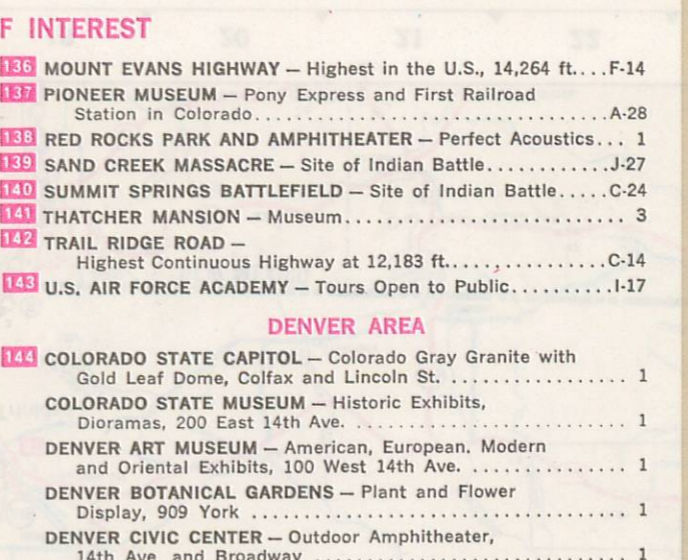 F INTEREST
136 MOUNT EVANS HIGHWAY — Highest in the U.S., 14,264 ft....F-14
137 PIONEER MUSEUM — Pony Express and First Railroad
Station in Colorado...................................A-28
138 RED ROCKS PARK AND AMPHITHEATER — Perfect Acoustics... 1
139 SAND CREEK MASSACRE — Site of Indian Battle............J-27
140 SUMMIT SPRINGS BATTLEFIELD — Site of Indian Battle.....C-24
141 THATCHER MANSION — Museum............................ 3
142 TRAIL RIDGE ROAD —
Highest Continuous Highway at 12,183 ft.................C-14
143 U.S. AIR FORCE ACADEMY — Tours Open to Public..........I-17
DENVER AREA
144 COLORADO STATE CAPITOL — Colorado Gray Granite with
Gold Leaf Dome, Colfax and Lincoln St. .................. 1
COLORADO STATE MUSEUM — Historic Exhibits,
Dioramas, 200 East 14th Ave. ........................... 1
DENVER ART MUSEUM — American, European. Modern
and Oriental Exhibits, 100 West 14th Ave. ................ 1
DENVER BOTANICAL GARDENS — Plant and Flower
Display, 909 York ...................................... 1
DENVER CIVIC CENTER — Outdoor Amphitheater,
14th Ave. and Broadway ................................ 1